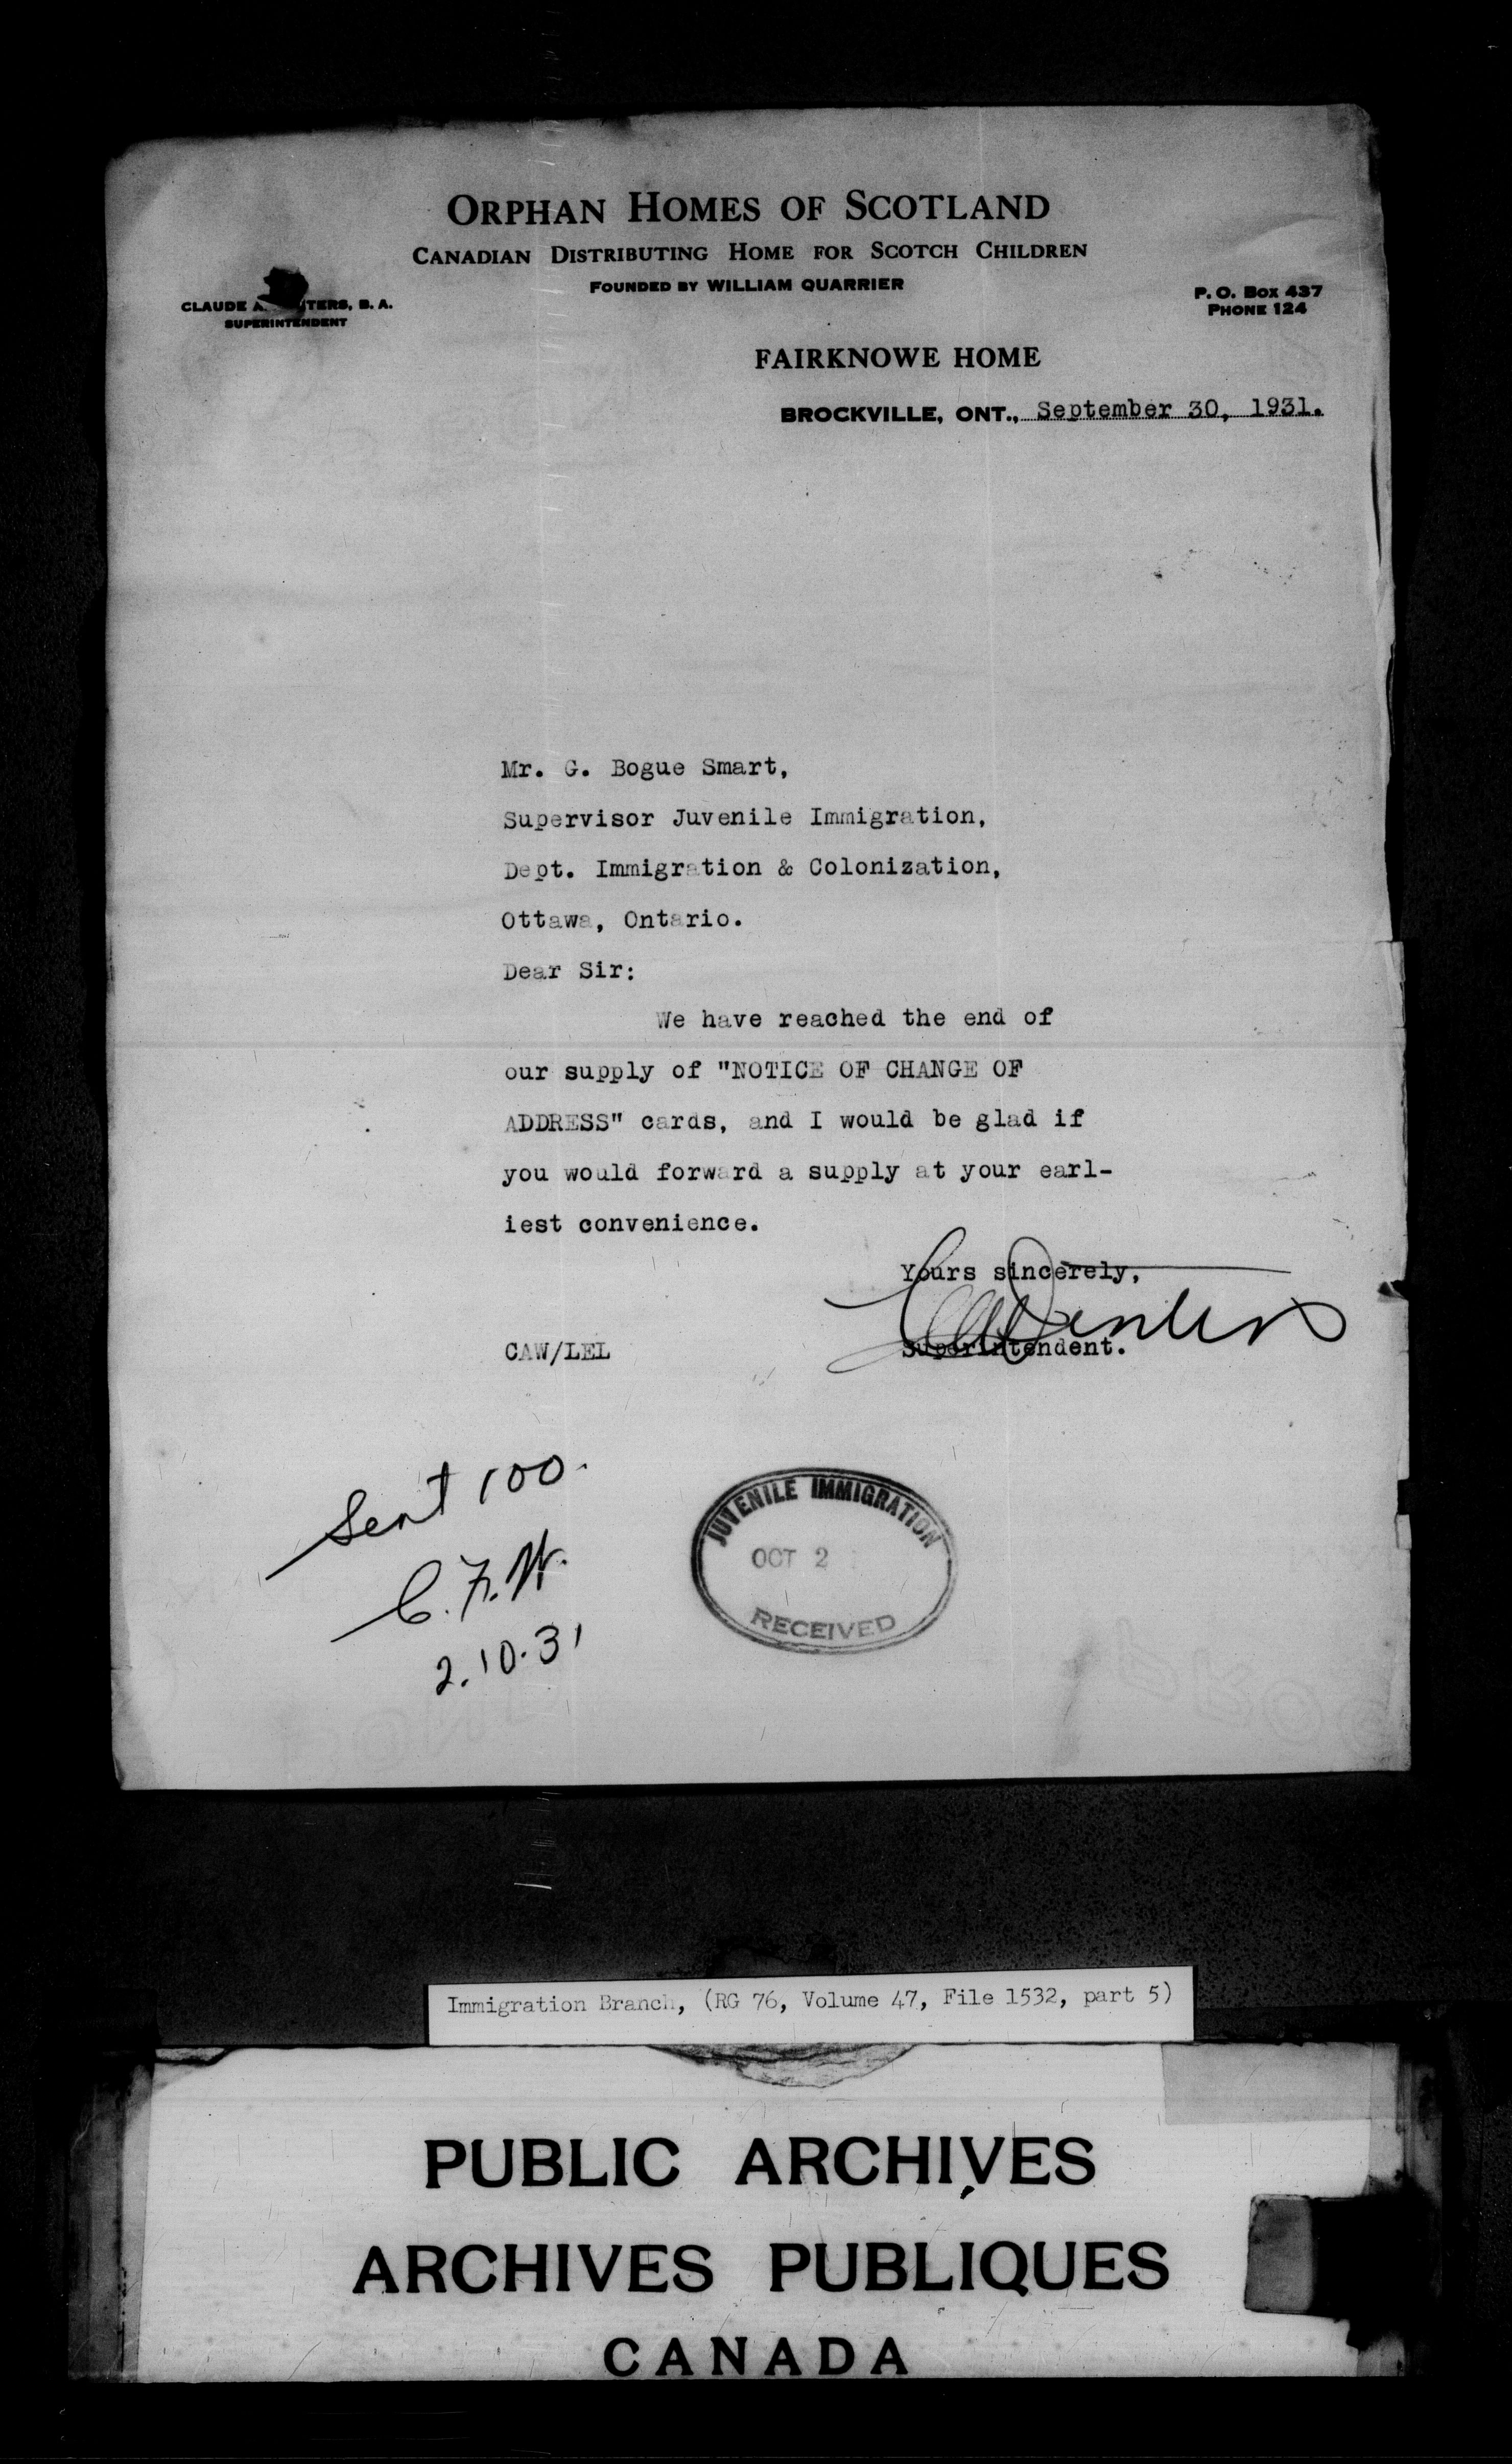 ORPHAN HOMES OF SCOTLAND
CANADIAN DISTRIBUTING HOME FOR SCOTCH CHILDREN
FOUNDED BY WILLIAM QUARRIER
CLAUDE A. TERS, B. A.
SUPERINTENDENT
P. O. Box 437
PHONE 124
FAIRKNOWE HOME
BROCKVILLE, ONT., September 30, 1931.
Mr. G. Bogue Smart,
Supervisor Juvenile Immigration,
Dept. Immigration & Colonization,
Ottawa, Ontario.
Dear Sir:
We have reached the end of
our supply of "NOTICE OF CHANGE OF
ADDRESS" cards, and I would be glad if
you would forward a supply at your earl-
iest convenience.
Yours sincerely,
Superintendent.
CAW/LEL
Sent 100.
C. F. W.
2.10.31
JUVENILE IMMIGRATION
OCT 2
RECEIVED
Immigration Branch, (RG 76, Volume 47, File 1532, part 5)
PUBLIC ARCHIVES
ARCHIVES PUBLIQUES
CANADA